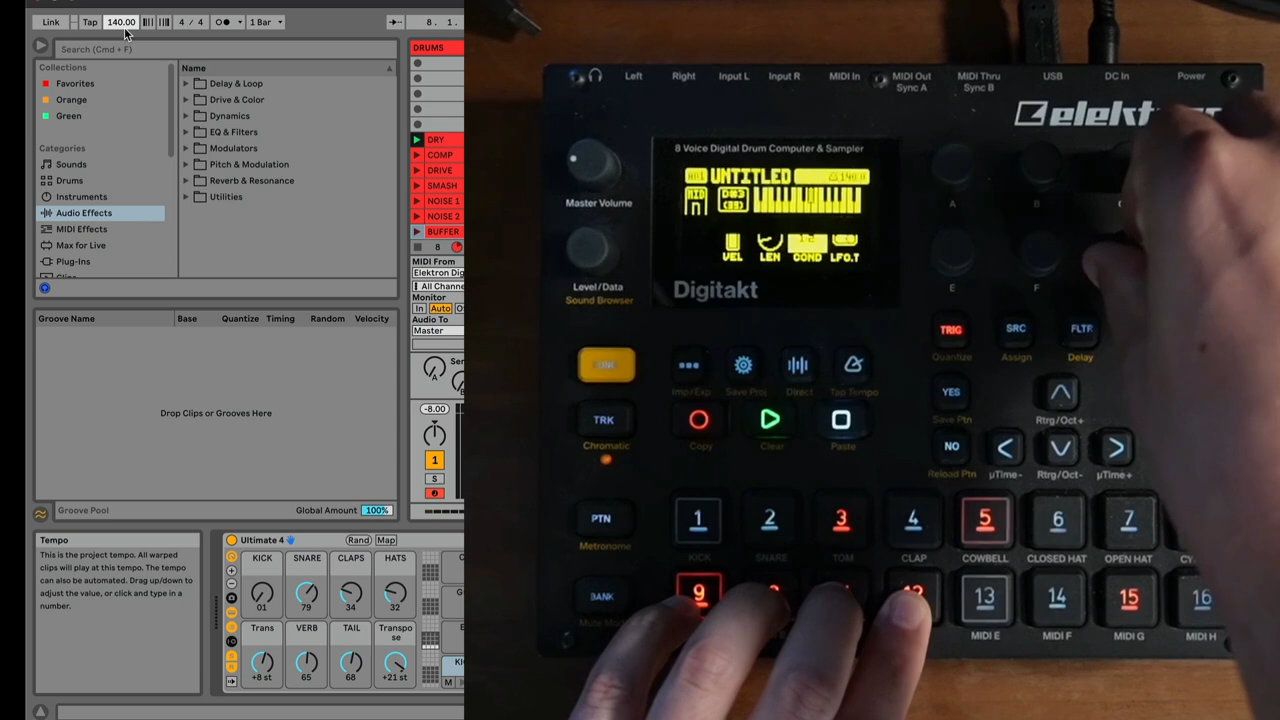 Link
Tap
140.00
4 / 4
1 Bar
8. 1.
Search (Cmd + F)
Collections
Favorites
Orange
Green
Categories
Sounds
Drums
Instruments
Audio Effects
MIDI Effects
Max for Live
Plug-Ins
Name
Delay & Loop
Drive & Color
Dynamics
EQ & Filters
Modulators
Pitch & Modulation
Reverb & Resonance
Utilities
Groove Name
Base
Quantize
Timing
Random
Velocity
Drop Clips or Grooves Here
Groove Pool
Global Amount
100%
DRUMS
DRY
COMP
DRIVE
SMASH
NOISE 1
NOISE 2
BUFFER
8
MIDI From
Elektron Dig
All Channe
Monitor
In
Auto
Audio To
Master
Sen
A
-8.00
1
S
Tempo
This is the project tempo. All warped
clips will play at this tempo. The tempo
can also be automated. Drag up/down to
adjust the value, or click and type in a
number.
Ultimate 4
Rand
Map
KICK
SNARE
CLAPS
HATS
01
79
34
32
Trans
VERB
TAIL
Transpo
se
+8 st
65
68
+21 st
M
Left
Right
Input L
Input R
MIDI In
MIDI Out
Sync A
MIDI Thru
Sync B
USB
DC In
Power
elekt
8 Voice Digital Drum Computer & Sampler
UNTITLED
VEL
LEN
COND
LFO.T
Digitakt
Master Volume
Level/Data
Sound Browser
A
B
E
F
TRIG
SRC
FLTR
Quantize
Assign
Delay
Imp/Exp
Save Proj
Direct
Tap Tempo
TRK
Chromatic
Copy
Clear
Paste
YES
Save Ptn
Rtrg/Oct+
NO
Reload Ptn
µTime-
Rtrg/Oct-
µTime+
PTN
Metronome
BANK
1
2
3
4
5
6
7
KICK
SNARE
TOM
CLAP
COWBELL
CLOSED HAT
OPEN HAT
9
13
14
15
16
MIDI E
MIDI F
MIDI G
MIDI H